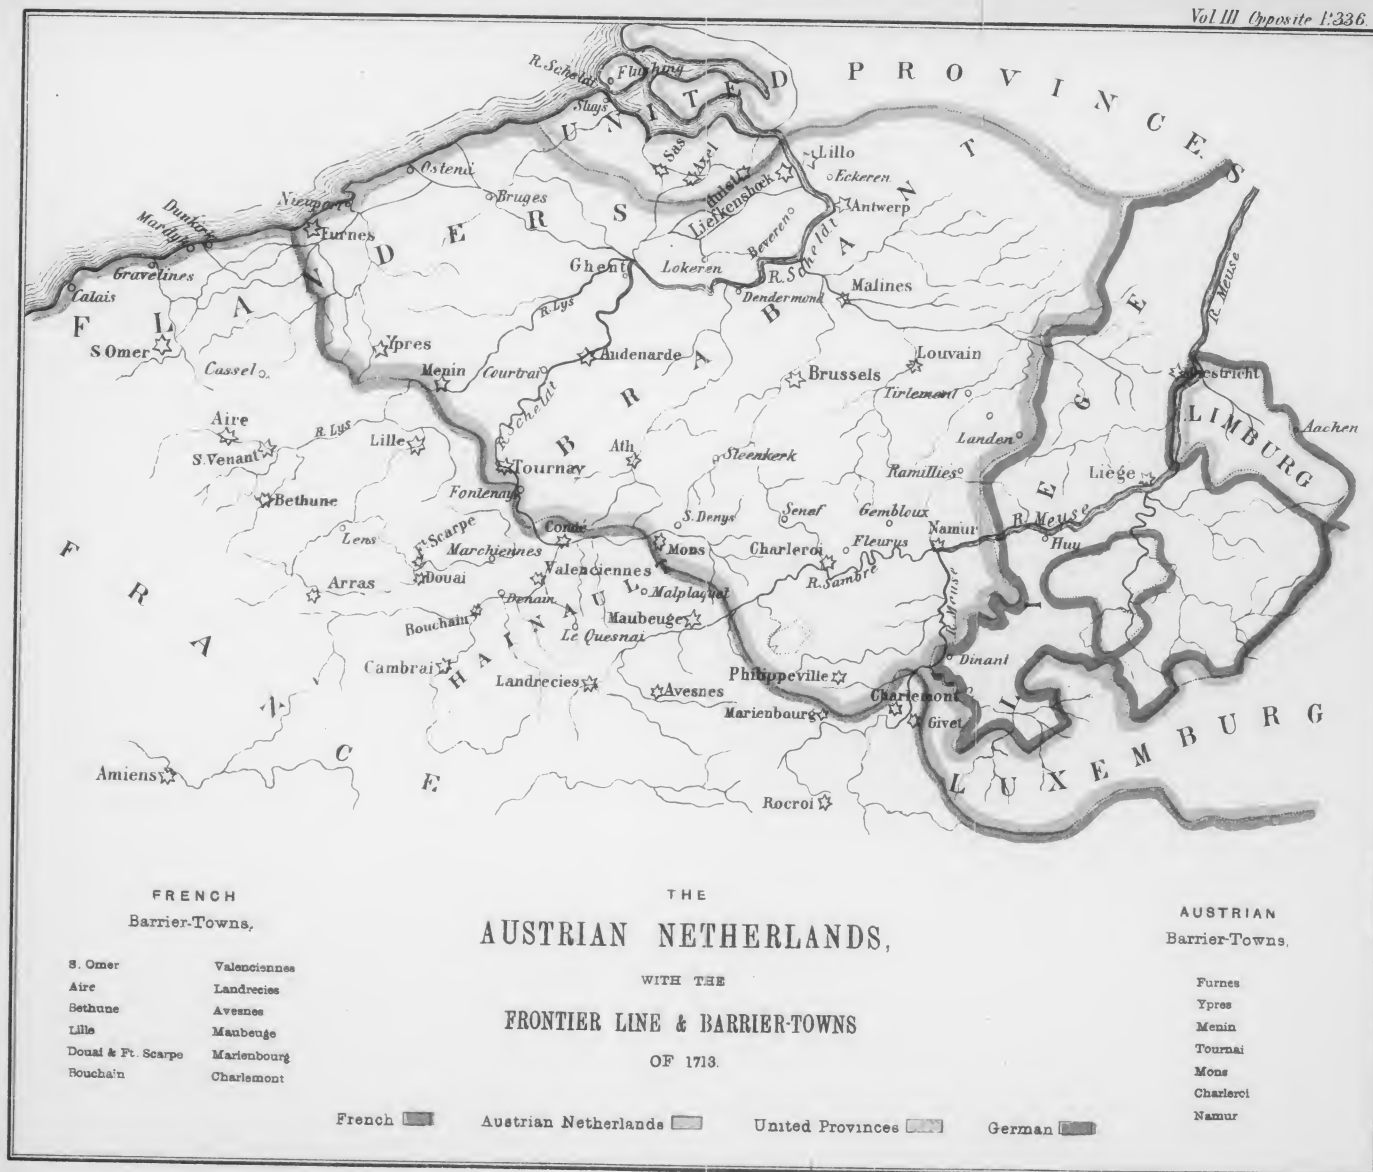 Vol III Opposite P.336.
UNITED PROVINCES
R. Scheldt
Flushing
Sluys
Sas
Axel
Hulst
Liefkenshoek
Lillo
Eckeren
Antwerp
Beveren
R. Scheldt
Ostend
Bruges
Nieuport
Dunkirk
Mardyk
Furnes
Gravelines
Calais
FLANDERS
Ghent
Lokeren
Dendermond
Malines
BRABANT
R. Lys
R. Meuse
S Omer
Cassel
Ypres
Menin
Courtrai
Audenarde
Brussels
Louvain
Tirlemont
Landen
LIEGE
LIMBURG
Aachen
Aire
R. Lys
S. Venant
Lille
R. Scheldt
Tournay
Ath
Steenkerk
Ramillies
Liège
Bethune
Fontenay
S. Denys
Senef
Gembloux
Namur
R. Meuse
Huy
Lens
Ft Scarpe
Marchiennes
Condé
Mons
Charleroi
Fleurus
R. Sambre
Arras
Douai
Valenciennes
Malplaquet
R. Meuse
Denain
Bouchain
HAINAULT
Le Quesnai
Maubeuge
Cambrai
Landrecies
Avesnes
Philippeville
Dinant
Charlemont
Marienbourg
Givet
FRANCE
LUXEMBURG
Amiens
Rocroi
FRENCH
Barrier-Towns,
S. Omer
Aire
Bethune
Lille
Douai & Ft. Scarpe
Bouchain
Valenciennes
Landrecies
Avesnes
Maubeuge
Marienbourg
Charlemont
THE
AUSTRIAN NETHERLANDS,
WITH THE
FRONTIER LINE & BARRIER-TOWNS
OF 1713.
AUSTRIAN
Barrier-Towns,
Furnes
Ypres
Menin
Tournai
Mons
Charleroi
Namur
French
Austrian Netherlands
United Provinces
German